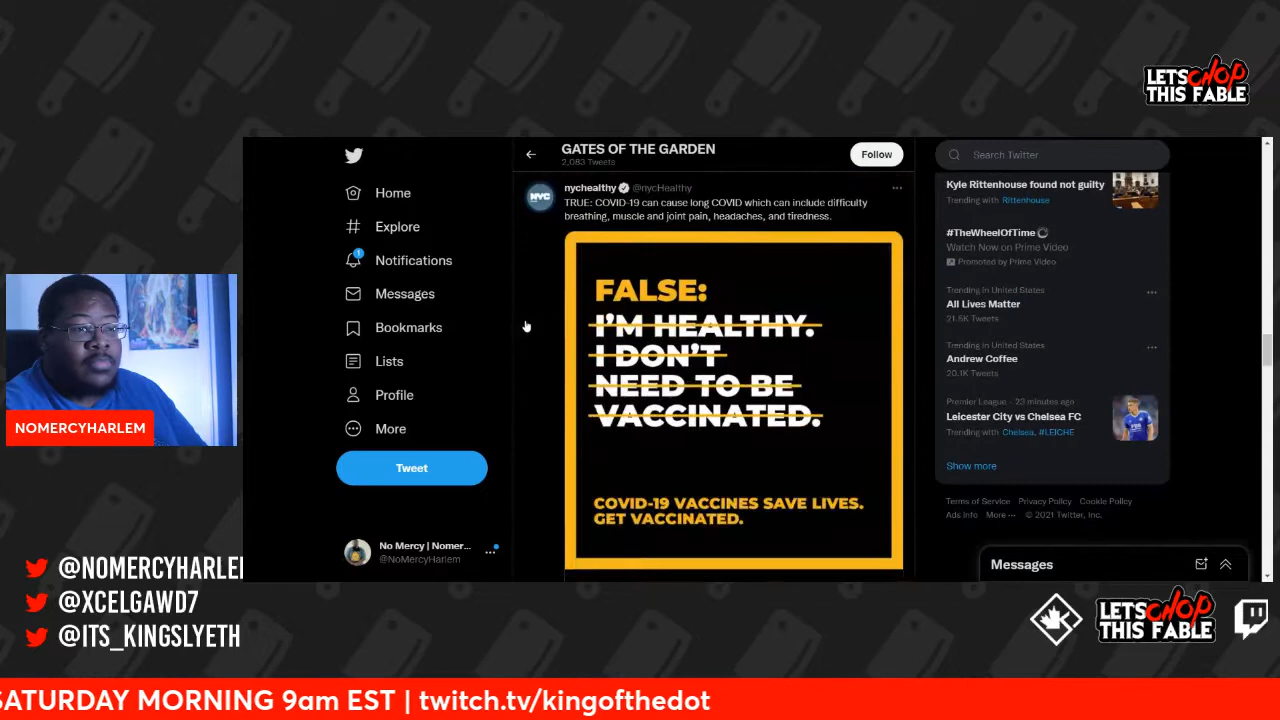 LETS CHOP
THIS FABLE
Home
Explore
1
Notifications
Messages
Bookmarks
Lists
Profile
More
Tweet
No Mercy | Nomer...
@NoMercyHarlem
GATES OF THE GARDEN
2,083 Tweets
Follow
NYC
nychealthy @nycHealthy
TRUE: COVID-19 can cause long COVID which can include difficulty
breathing, muscle and joint pain, headaches, and tiredness.
FALSE:
I'M HEALTHY.
I DON'T
NEED TO BE
VACCINATED.
COVID-19 VACCINES SAVE LIVES.
GET VACCINATED.
Search Twitter
Kyle Rittenhouse found not guilty
Trending with Rittenhouse
#TheWheelOfTime
Watch Now on Prime Video
Promoted by Prime Video
Trending in United States
All Lives Matter
21.5K Tweets
Trending in United States
Andrew Coffee
20.1K Tweets
Premier League · 23 minutes ago
Leicester City vs Chelsea FC
Trending with Chelsea, #LEICHE
Show more
Terms of Service Privacy Policy Cookie Policy
Ads info More ··· © 2021 Twitter, Inc.
Messages
NOMERCYHARLEM
@NOMERCYHARLE
@XCELGAWD7
@ITS_KINGSLYETH
LETS CHOP
THIS FABLE
SATURDAY MORNING 9am EST | twitch.tv/kingofthedot